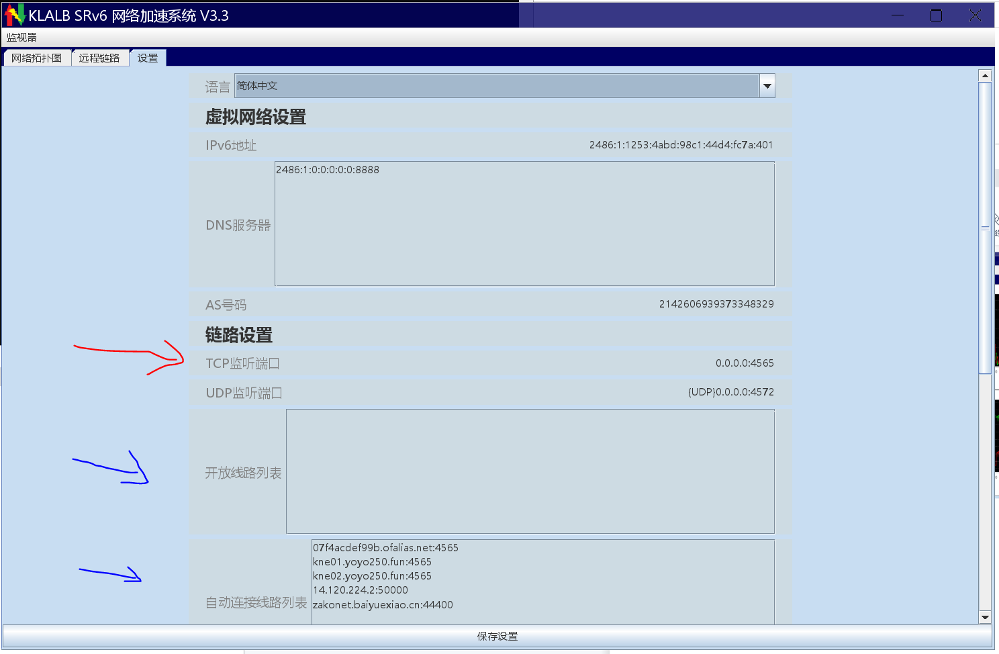 KLALB SRv6 网络加速系统 V3.3
监视器
网络拓扑图 远程链路 设置
语言 简体中文
虚拟网络设置
IPv6地址 2486:1:1253:4abd:98c1:44d4:fc7a:401
2486:1:0:0:0:0:0:8888
DNS服务器
AS号码 2142606939373348329
链路设置
TCP监听端口 0.0.0.0:4565
UDP监听端口 {UDP}0.0.0.0:4572
开放线路列表
07f4acdef99b.ofalias.net:4565
kne01.yoyo250.fun:4565
kne02.yoyo250.fun:4565
14.120.224.2:50000
自动连接线路列表 zakonet.baiyuexiao.cn:44400
保存设置